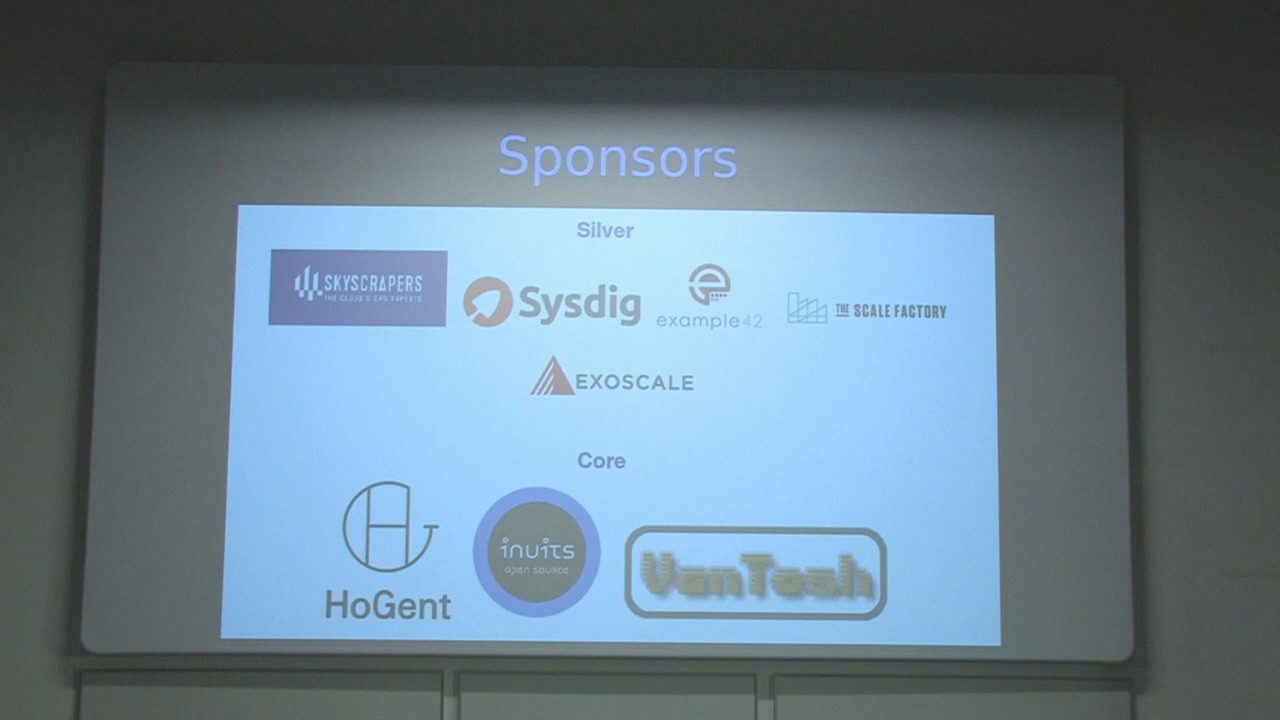 Sponsors
Silver
SKYSCRAPERS
THE CLOUD & OPS EXPERTS
Sysdig
example42
THE SCALE FACTORY
EXOSCALE
Core
HoGent
inuits
open source
VanTosh